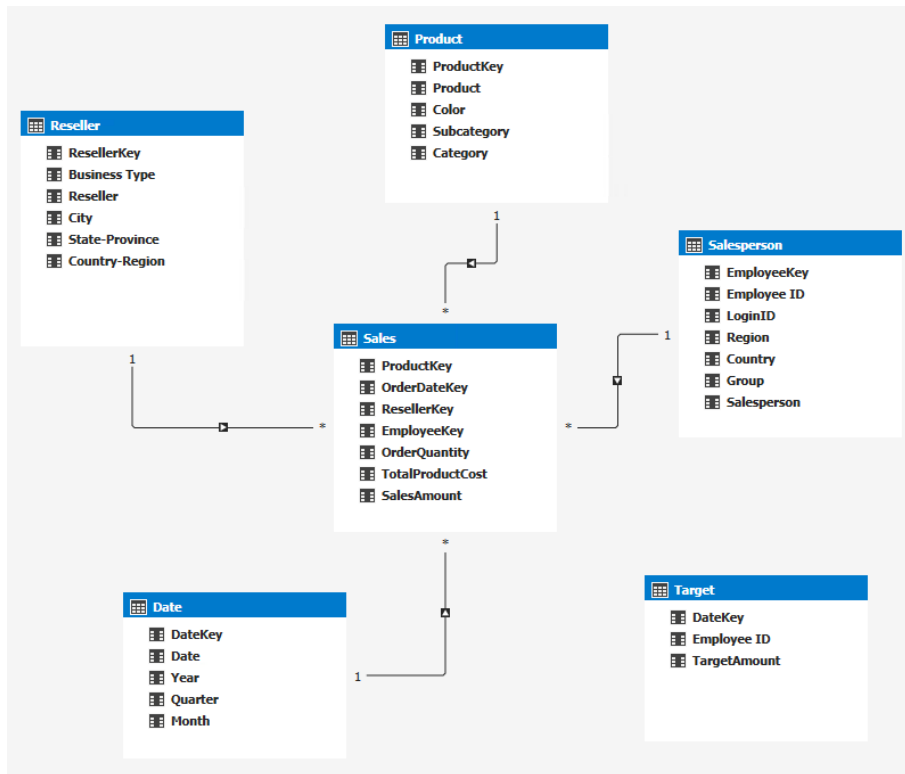 Product
ProductKey
Product
Color
Subcategory
Category
Reseller
ResellerKey
Business Type
Reseller
City
State-Province
Country-Region
1
*
1
*
Salesperson
EmployeeKey
Employee ID
LoginID
Region
Country
Group
Salesperson
1
*
Sales
ProductKey
OrderDateKey
ResellerKey
EmployeeKey
OrderQuantity
TotalProductCost
SalesAmount
*
1
Date
DateKey
Date
Year
Quarter
Month
Target
DateKey
Employee ID
TargetAmount